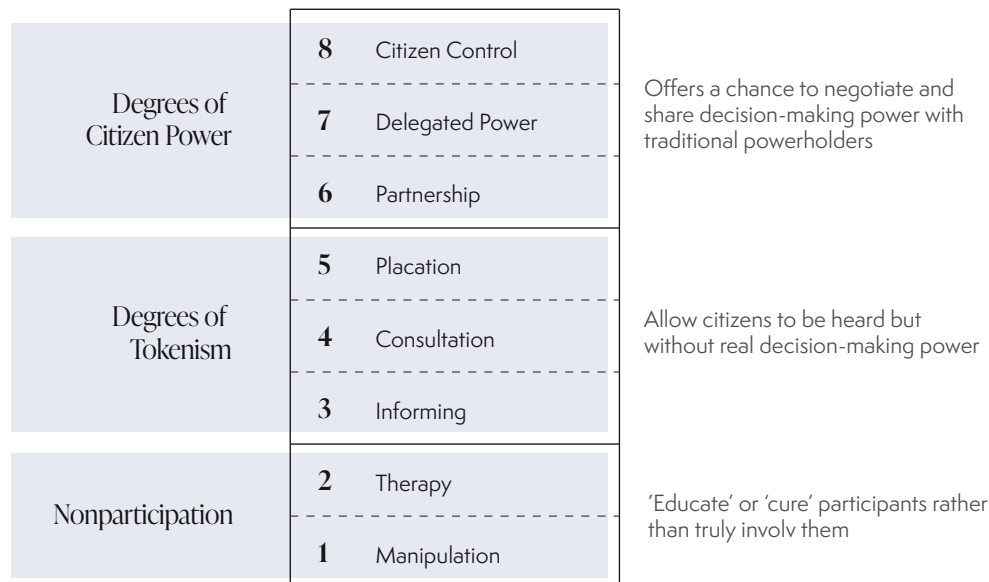 Degrees of
Citizen Power
8 Citizen Control
7 Delegated Power
6 Partnership
Offers a chance to negotiate and
share decision-making power with
traditional powerholders
Degrees of
Tokenism
5 Placation
4 Consultation
3 Informing
Allow citizens to be heard but
without real decision-making power
Nonparticipation
2 Therapy
1 Manipulation
'Educate' or 'cure' participants rather
than truly involv them